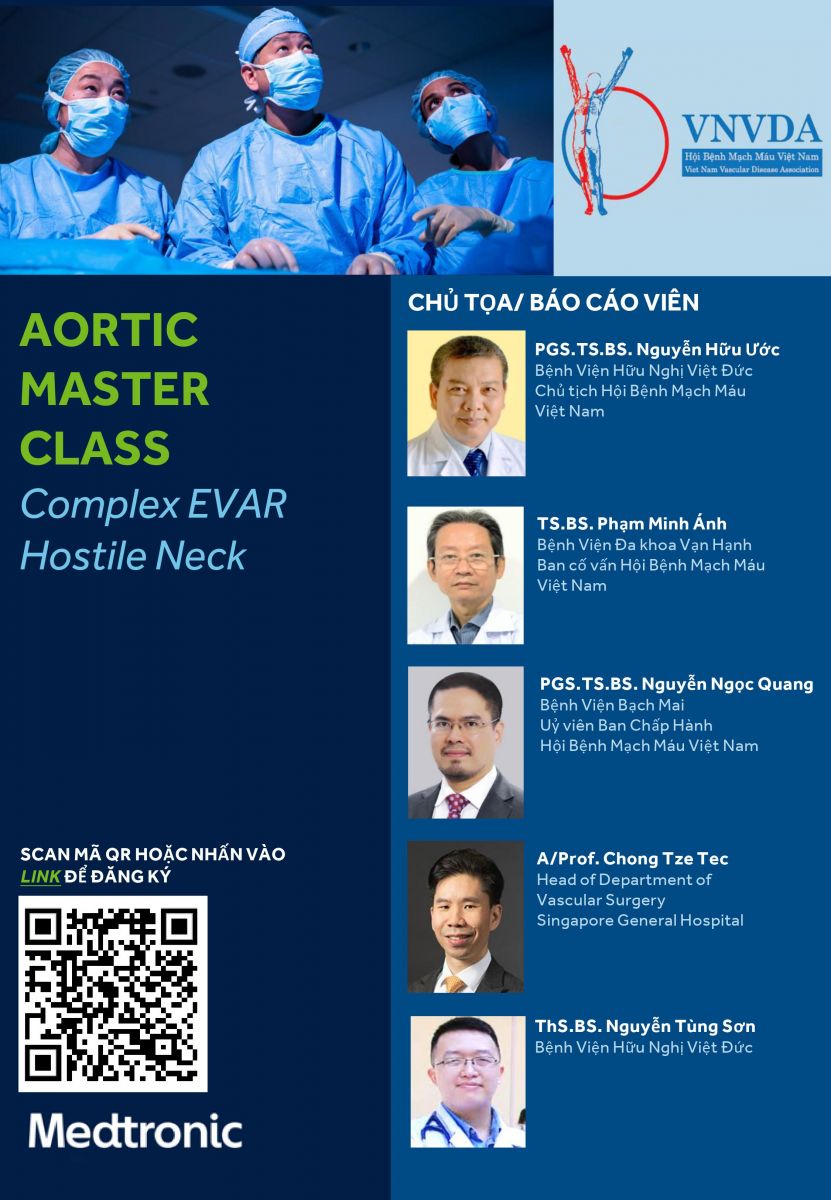 VNVDA
Hội Bệnh Mạch Máu Việt Nam
Viet Nam Vascular Disease Association
AORTIC
MASTER
CLASS
Complex EVAR
Hostile Neck
SCAN MÃ QR HOẶC NHẤN VÀO
LINK ĐỂ ĐĂNG KÝ
Medtronic
CHỦ TỌA/ BÁO CÁO VIÊN
PGS.TS.BS. Nguyễn Hữu Ước
Bệnh Viện Hữu Nghị Việt Đức
Chủ tịch Hội Bệnh Mạch Máu
Việt Nam
TS.BS. Phạm Minh Ánh
Bệnh Viện Đa khoa Vạn Hạnh
Ban cố vấn Hội Bệnh Mạch Máu
Việt Nam
PGS.TS.BS. Nguyễn Ngọc Quang
Bệnh Viện Bạch Mai
Uỷ viên Ban Chấp Hành
Hội Bệnh Mạch Máu Việt Nam
A/Prof. Chong Tze Tec
Head of Department of
Vascular Surgery
Singapore General Hospital
ThS.BS. Nguyễn Tùng Sơn
Bệnh Viện Hữu Nghị Việt Đức